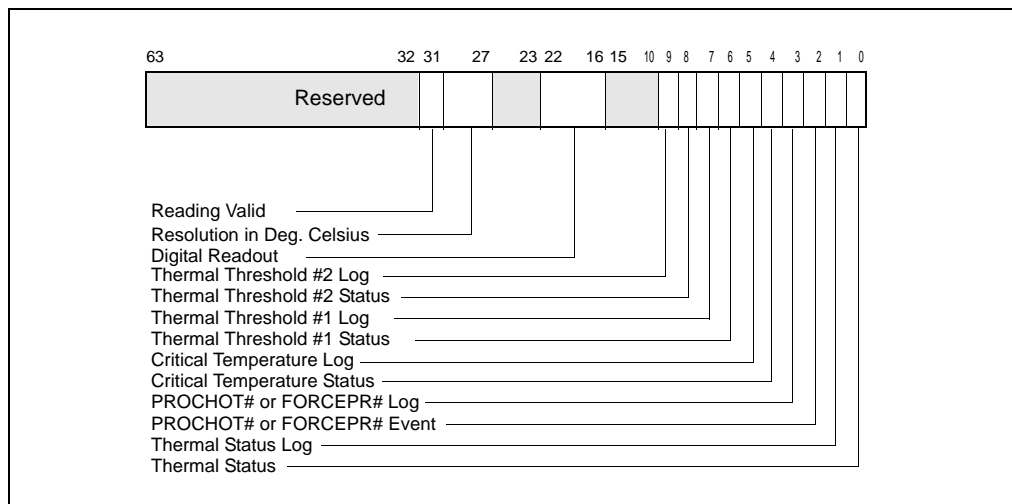 63 32 31 27 23 22 16 15 10 9 8 7 6 5 4 3 2 1 0
Reserved
Reading Valid
Resolution in Deg. Celsius
Digital Readout
Thermal Threshold #2 Log
Thermal Threshold #2 Status
Thermal Threshold #1 Log
Thermal Threshold #1 Status
Critical Temperature Log
Critical Temperature Status
PROCHOT# or FORCEPR# Log
PROCHOT# or FORCEPR# Event
Thermal Status Log
Thermal Status